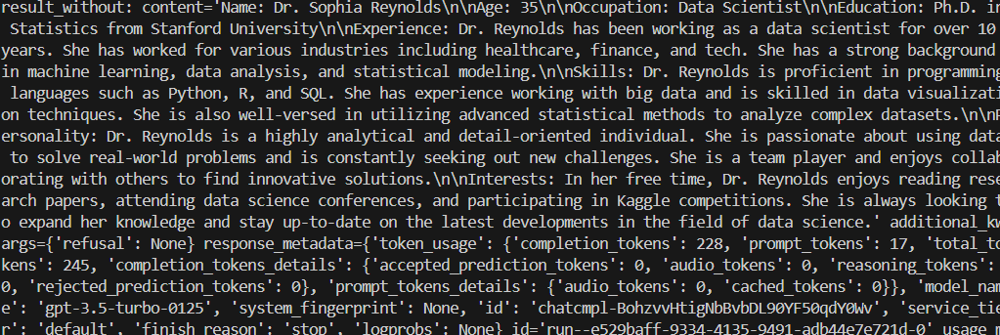 result_without: content='Name: Dr. Sophia Reynolds\n\nAge: 35\n\nOccupation: Data Scientist\n\nEducation: Ph.D. in
Statistics from Stanford University\n\nExperience: Dr. Reynolds has been working as a data scientist for over 10
years. She has worked for various industries including healthcare, finance, and tech. She has a strong background
in machine learning, data analysis, and statistical modeling.\n\nSkills: Dr. Reynolds is proficient in programming
languages such as Python, R, and SQL. She has experience working with big data and is skilled in data visualizati
on techniques. She is also well-versed in utilizing advanced statistical methods to analyze complex datasets.\n\nP
ersonality: Dr. Reynolds is a highly analytical and detail-oriented individual. She is passionate about using data
to solve real-world problems and is constantly seeking out new challenges. She is a team player and enjoys collab
orating with others to find innovative solutions.\n\nInterests: In her free time, Dr. Reynolds enjoys reading rese
arch papers, attending data science conferences, and participating in Kaggle competitions. She is always looking t
o expand her knowledge and stay up-to-date on the latest developments in the field of data science.' additional_kw
args={'refusal': None} response_metadata={'token_usage': {'completion_tokens': 228, 'prompt_tokens': 17, 'total_to
kens': 245, 'completion_tokens_details': {'accepted_prediction_tokens': 0, 'audio_tokens': 0, 'reasoning_tokens':
0, 'rejected_prediction_tokens': 0}, 'prompt_tokens_details': {'audio_tokens': 0, 'cached_tokens': 0}}, 'model_nam
e': 'gpt-3.5-turbo-0125', 'system_fingerprint': None, 'id': 'chatcmpl-BohzvvHtigNbBvbDL90YF50qdY0Wv', 'service_tie
r': 'default', 'finish_reason': 'stop', 'logprobs': None} id='run--e529baff-9334-4135-9491-adb44e7e721d-0' usage_m